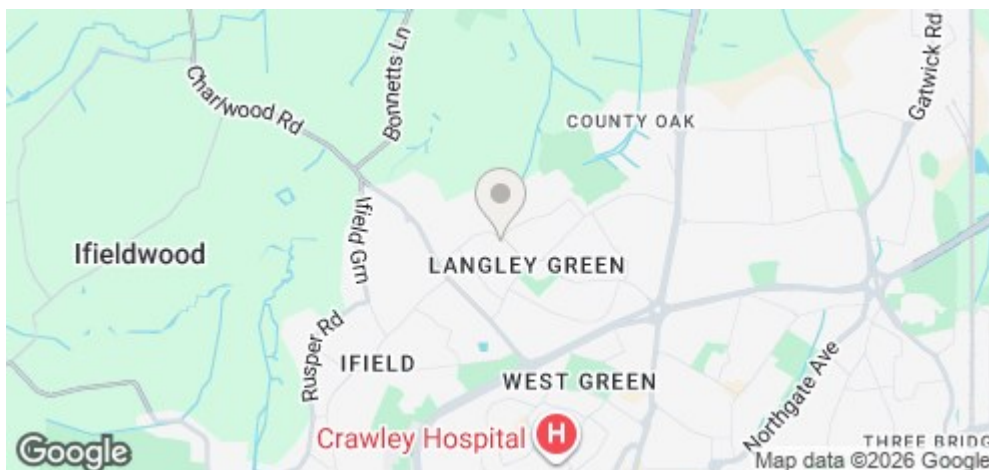 Gatwick Rd
Bonnetts Ln
Charlwood Rd
COUNTY OAK
Ifield Grn
Ifieldwood
LANGLEY GREEN
Rusper Rd
IFIELD
WEST GREEN
Northgate Ave
Crawley Hospital H
THREE BRIDG
Google
Map data ©2026 Google